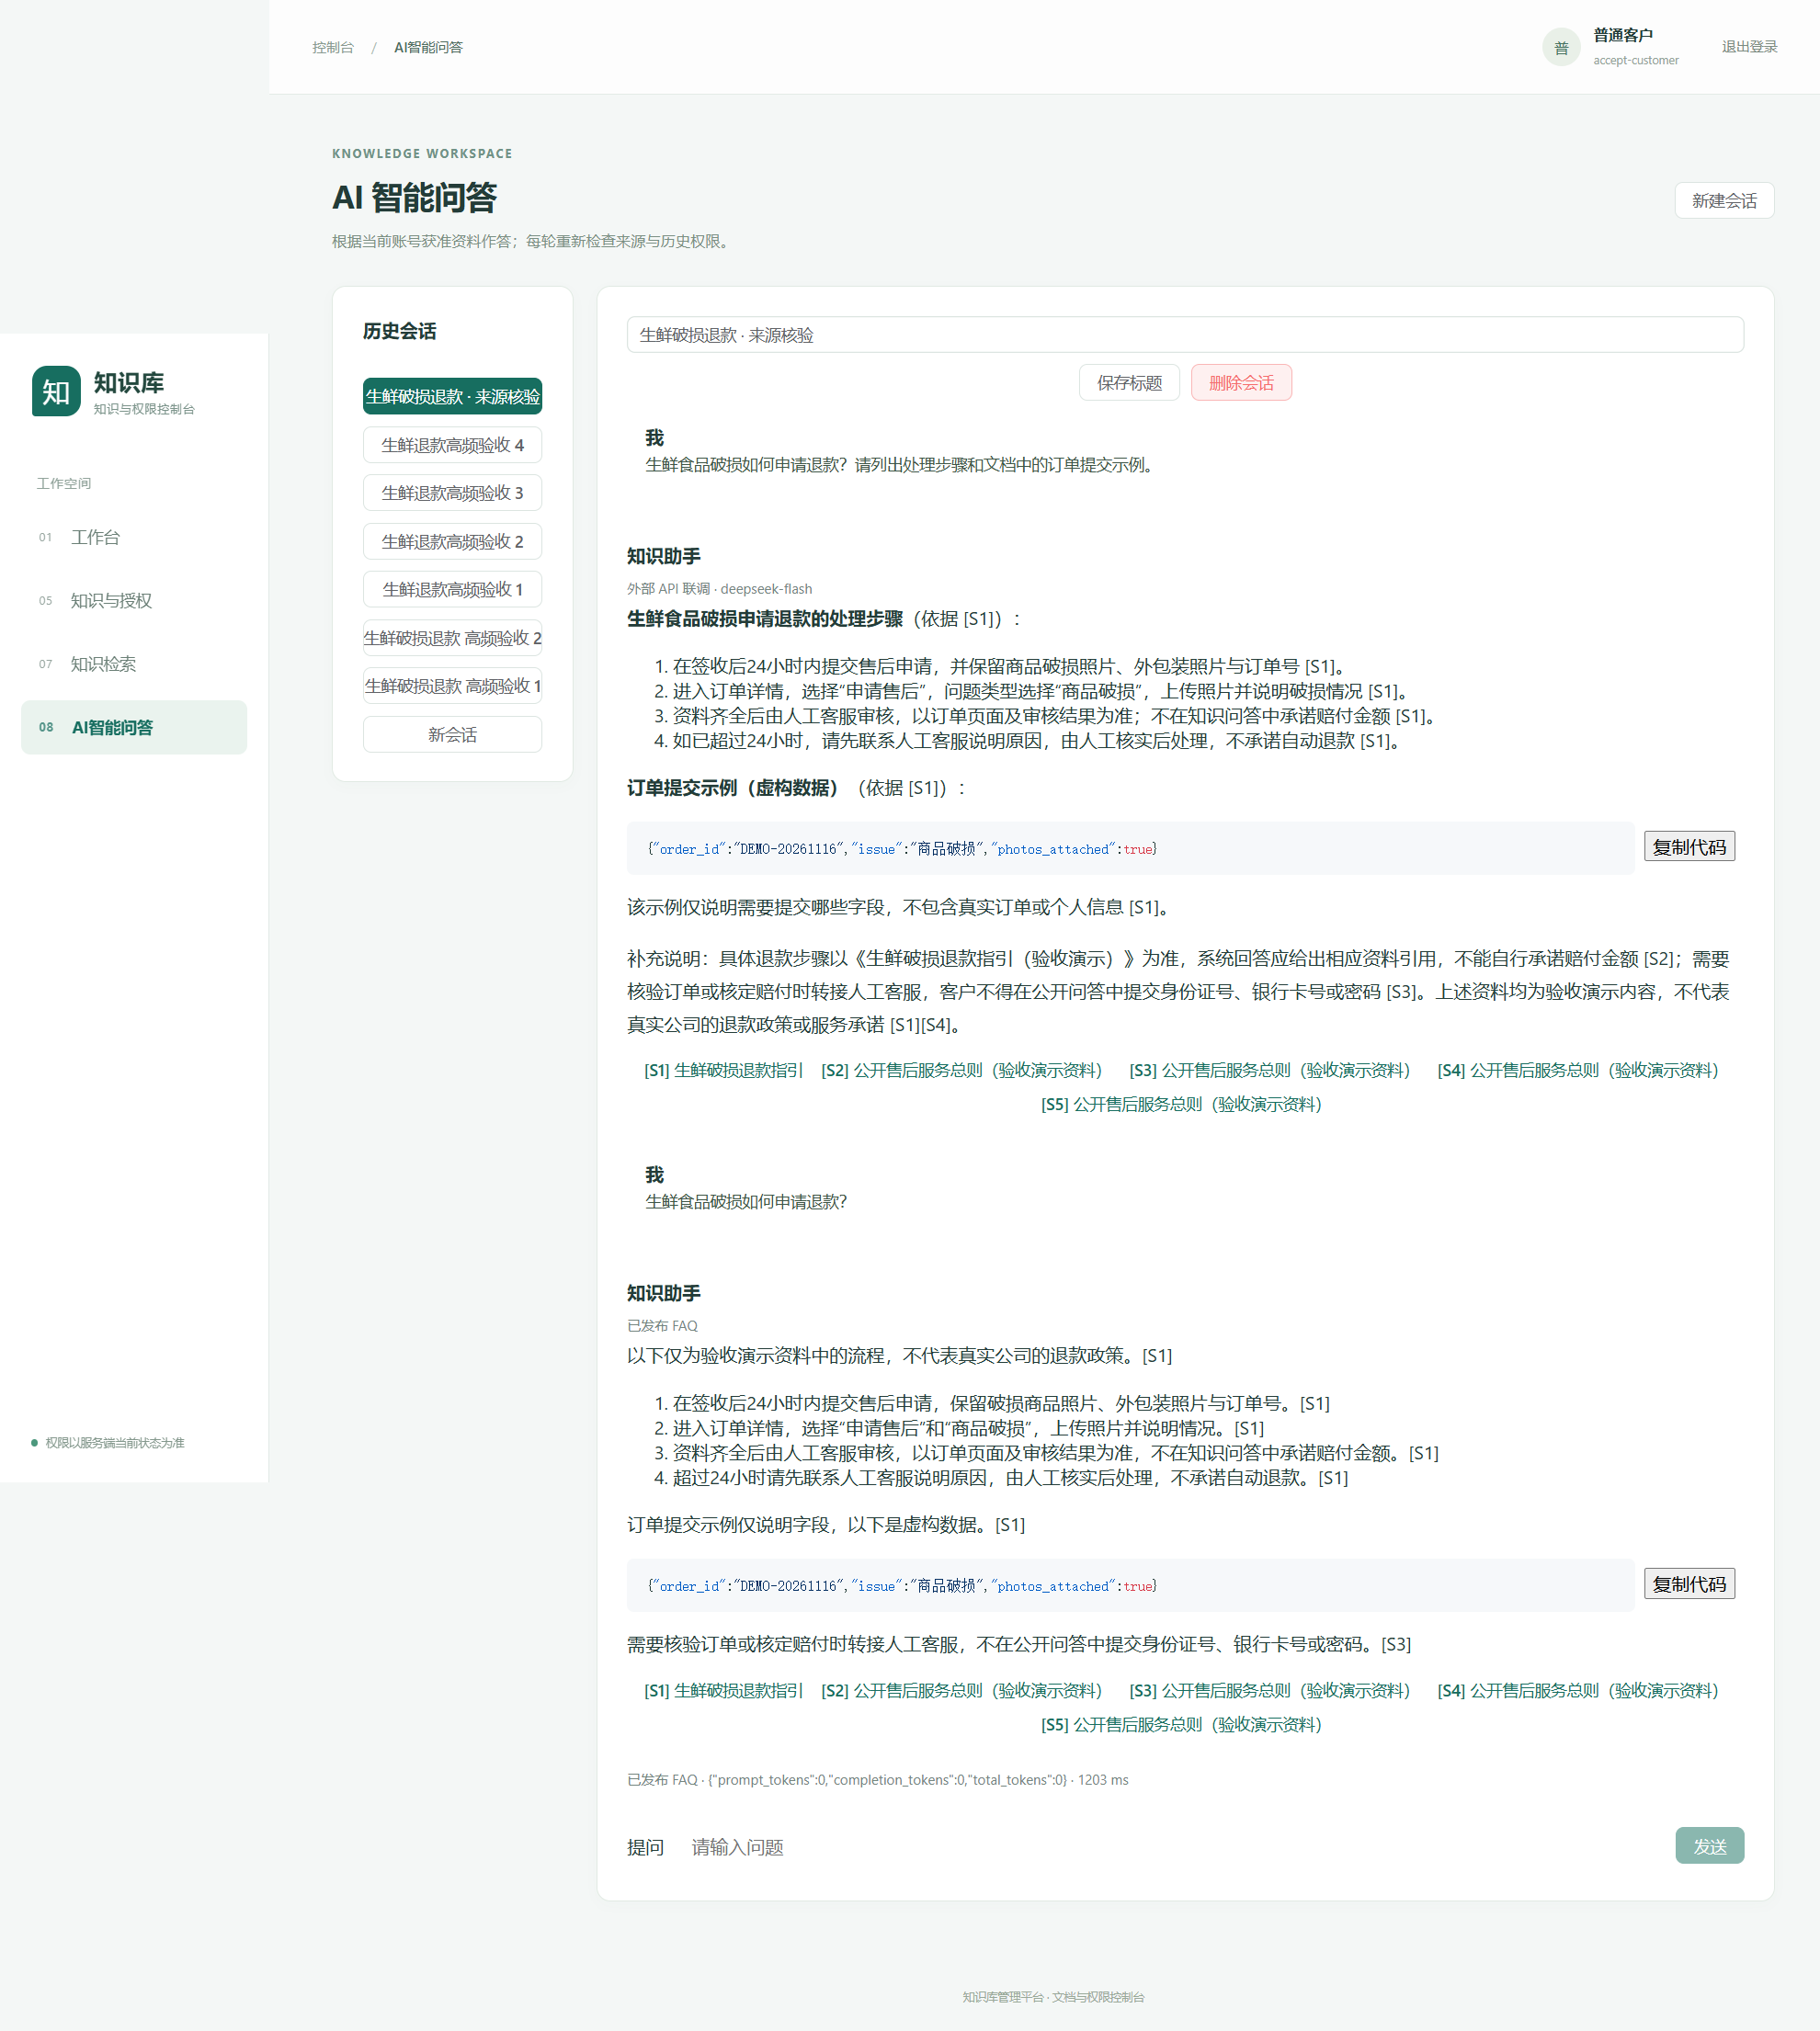 控制台 / AI智能问答
普 普通客户
accept-customer
退出登录
KNOWLEDGE WORKSPACE
AI 智能问答
新建会话
根据当前账号获准资料作答；每轮重新检查来源与历史权限。
知 知识库
知识与权限控制台
工作空间
01 工作台
05 知识与授权
07 知识检索
08 AI智能问答
权限以服务端当前状态为准
历史会话
生鲜破损退款 · 来源核验
生鲜退款高频验收 4
生鲜退款高频验收 3
生鲜退款高频验收 2
生鲜退款高频验收 1
生鲜破损退款 高频验收 2
生鲜破损退款 高频验收 1
新会话
生鲜破损退款 · 来源核验
保存标题 删除会话
我
生鲜食品破损如何申请退款？请列出处理步骤和文档中的订单提交示例。
知识助手
外部 API 联调 · deepseek-flash
生鲜食品破损申请退款的处理步骤（依据 [S1]）：
1. 在签收后24小时内提交售后申请，并保留商品破损照片、外包装照片与订单号 [S1]。
2. 进入订单详情，选择“申请售后”，问题类型选择“商品破损”，上传照片并说明破损情况 [S1]。
3. 资料齐全后由人工客服审核，以订单页面及审核结果为准；不在知识问答中承诺赔付金额 [S1]。
4. 如已超过24小时，请先联系人工客服说明原因，由人工核实后处理，不承诺自动退款 [S1]。
订单提交示例（虚构数据）（依据 [S1]）：
{"order_id":"DEMO-20261116","issue":"商品破损","photos_attached":true}
复制代码
该示例仅说明需要提交哪些字段，不包含真实订单或个人信息 [S1]。
补充说明：具体退款步骤以《生鲜破损退款指引（验收演示）》为准，系统回答应给出相应资料引用，不能自行承诺赔付金额 [S2]；需要
核验订单或核定赔付时转接人工客服，客户不得在公开问答中提交身份证号、银行卡号或密码 [S3]。上述资料均为验收演示内容，不代表
真实公司的退款政策或服务承诺 [S1][S4]。
[S1] 生鲜破损退款指引 [S2] 公开售后服务总则（验收演示资料） [S3] 公开售后服务总则（验收演示资料） [S4] 公开售后服务总则（验收演示资料）
[S5] 公开售后服务总则（验收演示资料）
我
生鲜食品破损如何申请退款？
知识助手
已发布 FAQ
以下仅为验收演示资料中的流程，不代表真实公司的退款政策。[S1]
1. 在签收后24小时内提交售后申请，保留破损商品照片、外包装照片与订单号。[S1]
2. 进入订单详情，选择“申请售后”和“商品破损”，上传照片并说明情况。[S1]
3. 资料齐全后由人工客服审核，以订单页面及审核结果为准，不在知识问答中承诺赔付金额。[S1]
4. 超过24小时请先联系人工客服说明原因，由人工核实后处理，不承诺自动退款。[S1]
订单提交示例仅说明字段，以下是虚构数据。[S1]
{"order_id":"DEMO-20261116","issue":"商品破损","photos_attached":true}
复制代码
需要核验订单或核定赔付时转接人工客服，不在公开问答中提交身份证号、银行卡号或密码。[S3]
[S1] 生鲜破损退款指引 [S2] 公开售后服务总则（验收演示资料） [S3] 公开售后服务总则（验收演示资料） [S4] 公开售后服务总则（验收演示资料）
[S5] 公开售后服务总则（验收演示资料）
已发布 FAQ · {"prompt_tokens":0,"completion_tokens":0,"total_tokens":0} · 1203 ms
提问 请输入问题
发送
知识库管理平台 · 文档与权限控制台